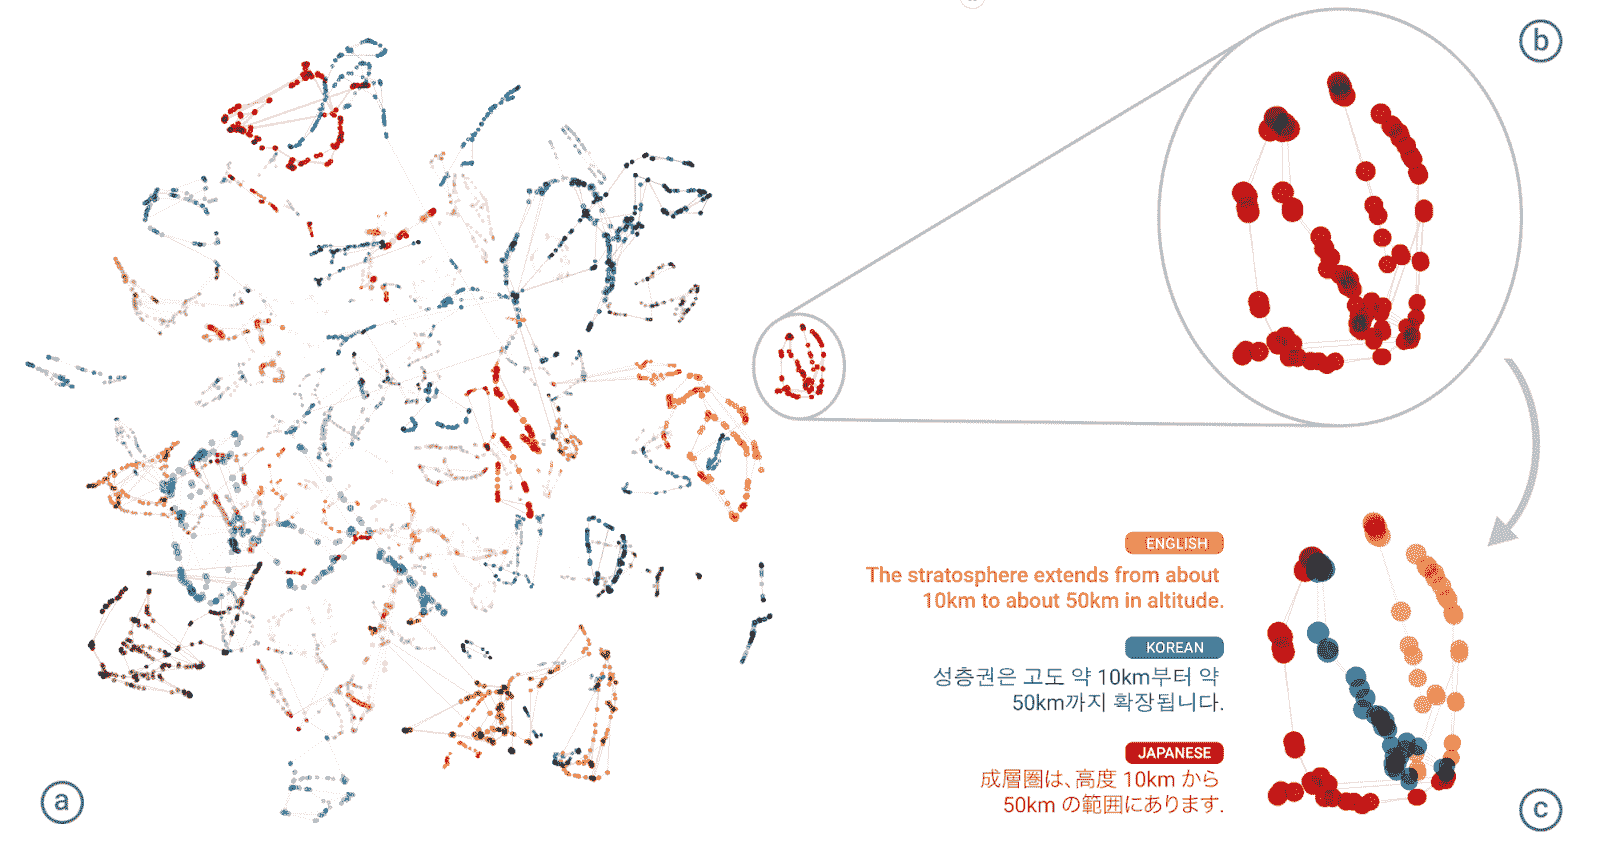 b
ENGLISH
The stratosphere extends from about
10km to about 50km in altitude.
KOREAN
성층권은 고도 약 10km부터 약
50km까지 확장됩니다.
JAPANESE
成層圏は、高度 10km から
50km の範囲にあります.
a
c